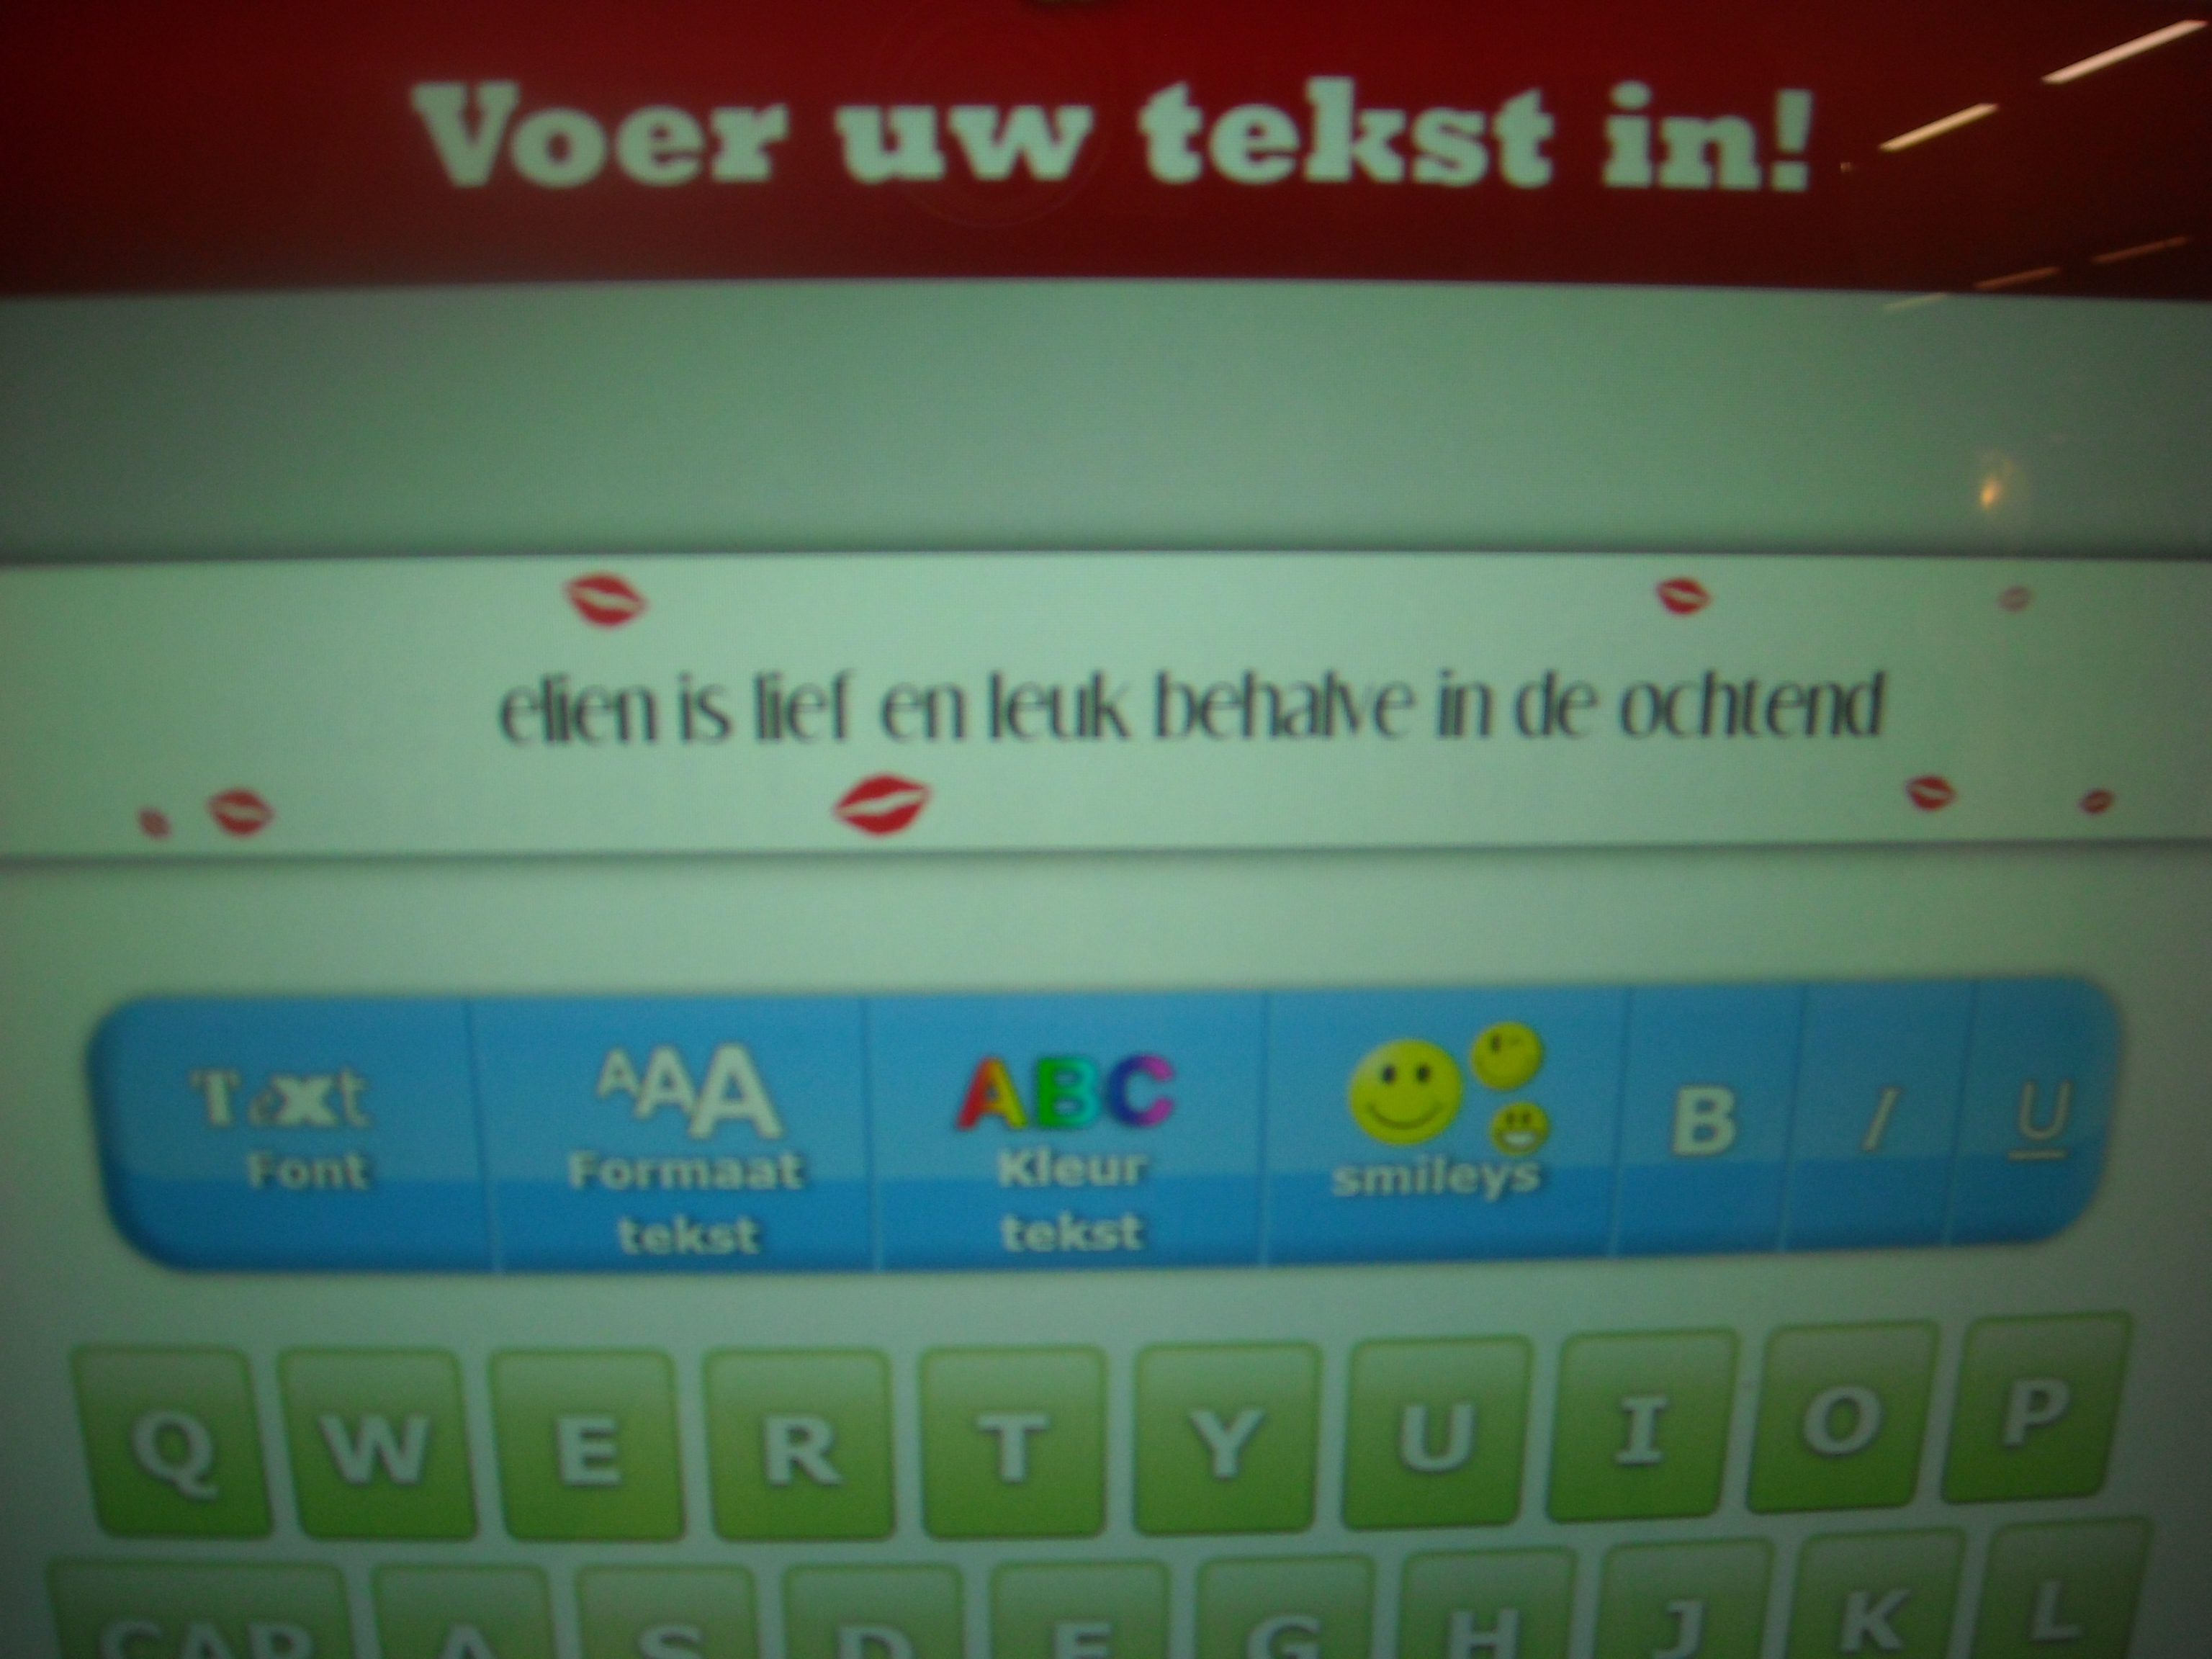 Voer uw tekst in!
elien is lief en leuk behalve in de ochtend
Text AAA ABC B I U
Font Formaat Kleur smileys
tekst tekst
Q W E R T Y U I O P
CAP A S D F G H J K L